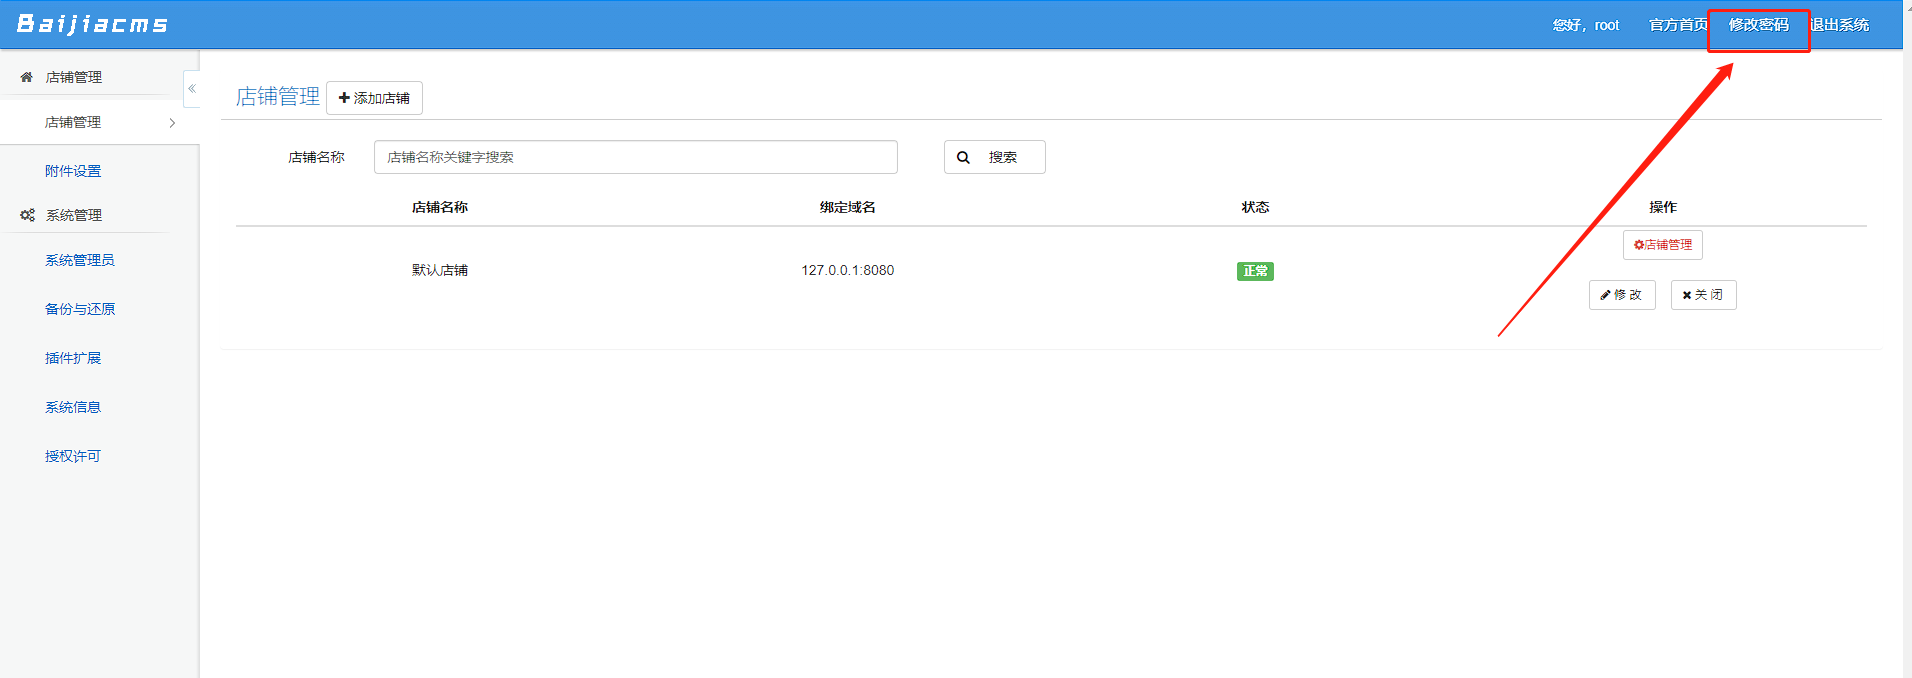 Baijiacms
您好，root 官方首页 修改密码 退出系统
店铺管理
店铺管理
附件设置
系统管理
系统管理员
备份与还原
插件扩展
系统信息
授权许可
店铺管理 添加店铺
店铺名称 店铺名称关键字搜索 搜索
店铺名称 绑定域名 状态 操作
店铺管理
默认店铺 127.0.0.1:8080 正常
修 改 关 闭